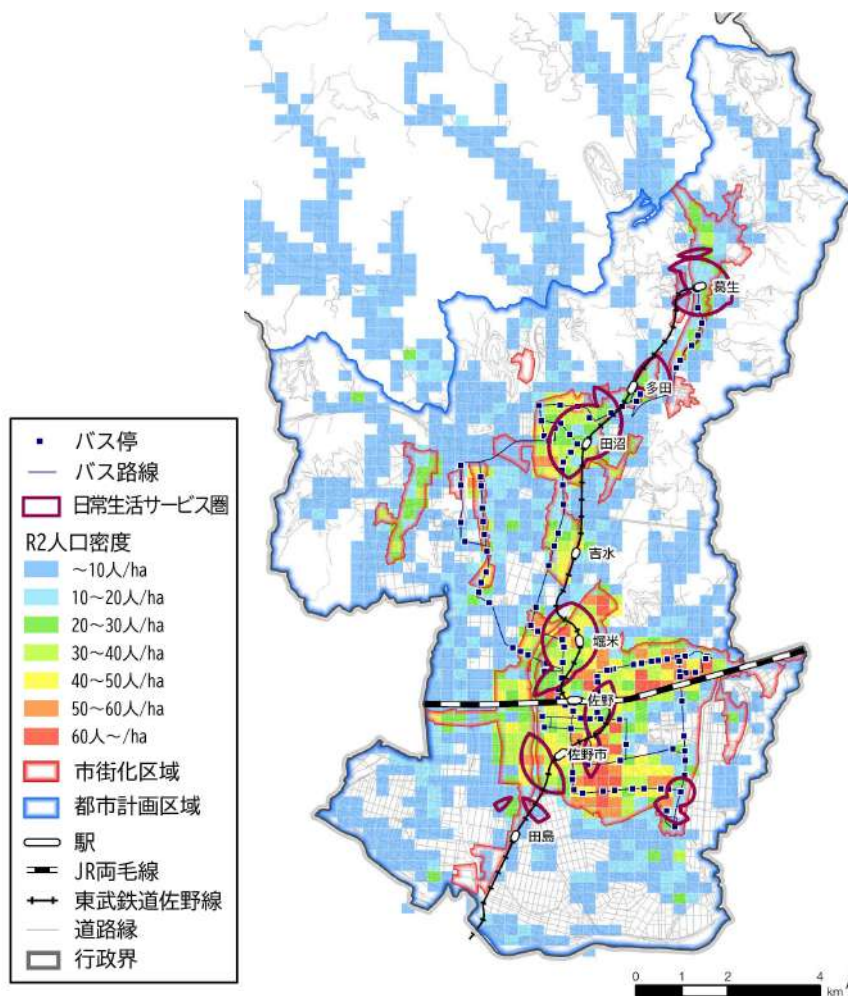 葛生
多田
田沼
吉水
堀米
佐野
佐野市
田島
バス停
バス路線
日常生活サービス圏
R2人口密度
～10人/ha
10～20人/ha
20～30人/ha
30～40人/ha
40～50人/ha
50～60人/ha
60人～/ha
市街化区域
都市計画区域
駅
JR両毛線
東武鉄道佐野線
道路縁
行政界
0 1 2 4
km